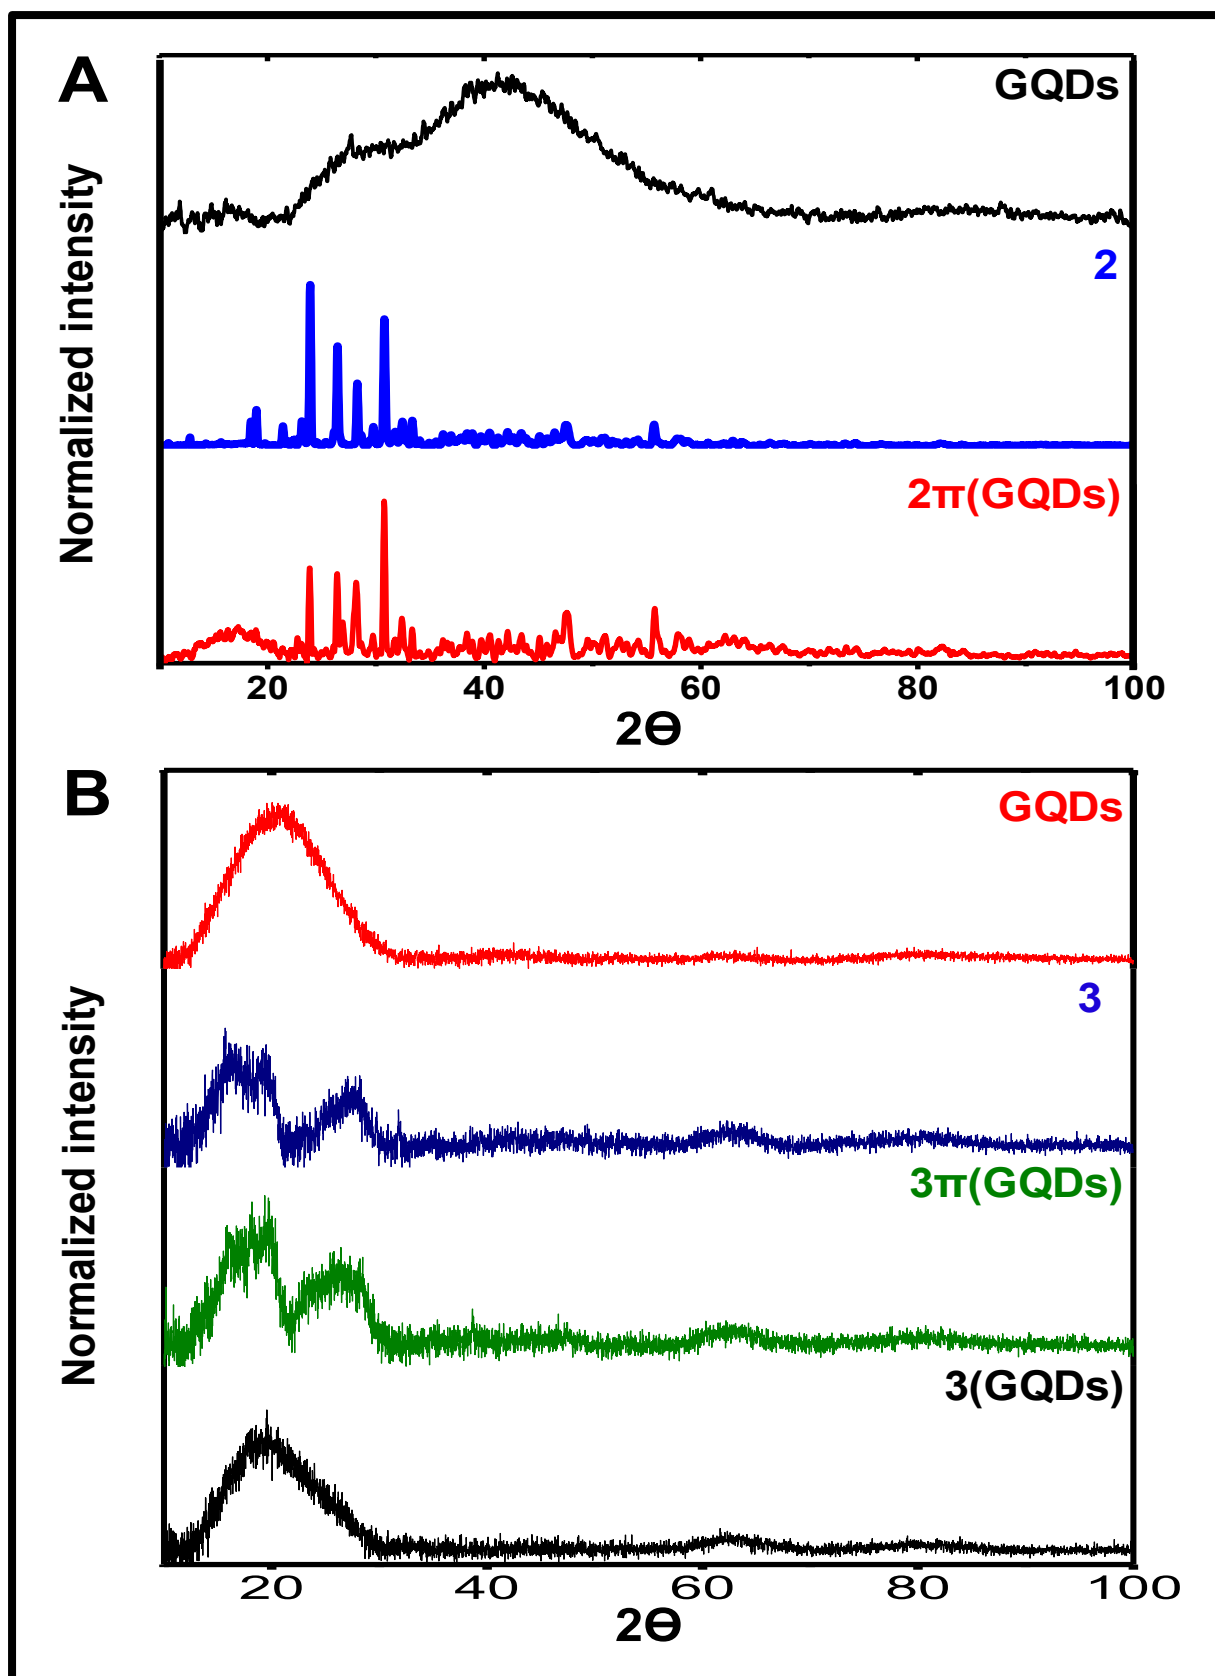 A
GQDs
2
2π(GQDs)
Normalized intensity
20 40 60 80 100
2Θ
B
GQDs
3
3π(GQDs)
3(GQDs)
Normalized intensity
20 40 60 80 100
2Θ